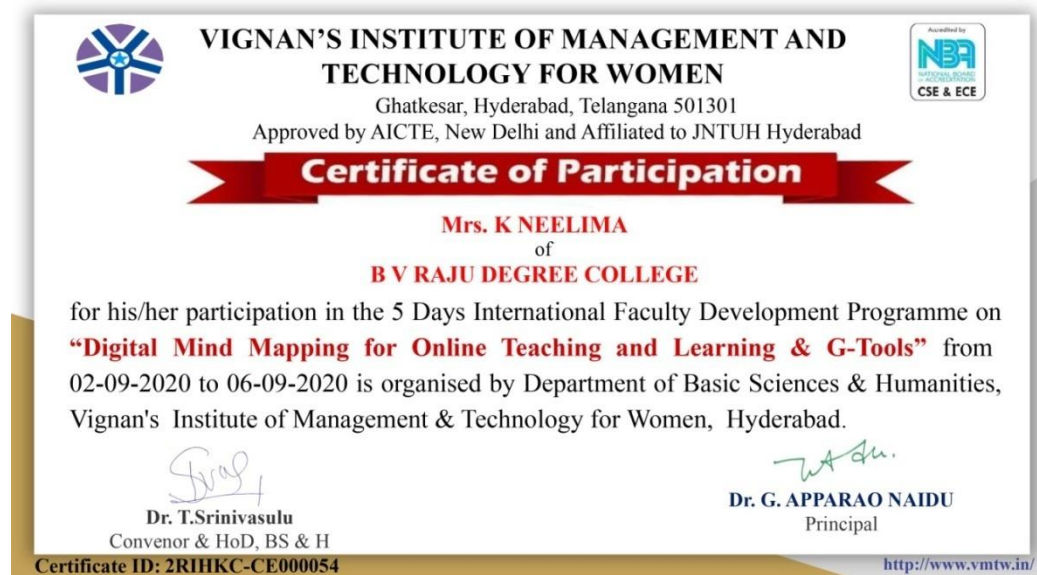 VIGNAN'S INSTITUTE OF MANAGEMENT AND
TECHNOLOGY FOR WOMEN
Ghatkesar, Hyderabad, Telangana 501301
Approved by AICTE, New Delhi and Affiliated to JNTUH Hyderabad
Accredited by
NBA
NATIONAL BOARD
OF ACCREDITATION
CSE & ECE
Certificate of Participation
Mrs. K NEELIMA
of
B V RAJU DEGREE COLLEGE
for his/her participation in the 5 Days International Faculty Development Programme on
“Digital Mind Mapping for Online Teaching and Learning & G-Tools” from
02-09-2020 to 06-09-2020 is organised by Department of Basic Sciences & Humanities,
Vignan's Institute of Management & Technology for Women, Hyderabad.
Dr. T.Srinivasulu
Convenor & HoD, BS & H
Dr. G. APPARAO NAIDU
Principal
Certificate ID: 2RIHKC-CE000054
http://www.vmtw.in/